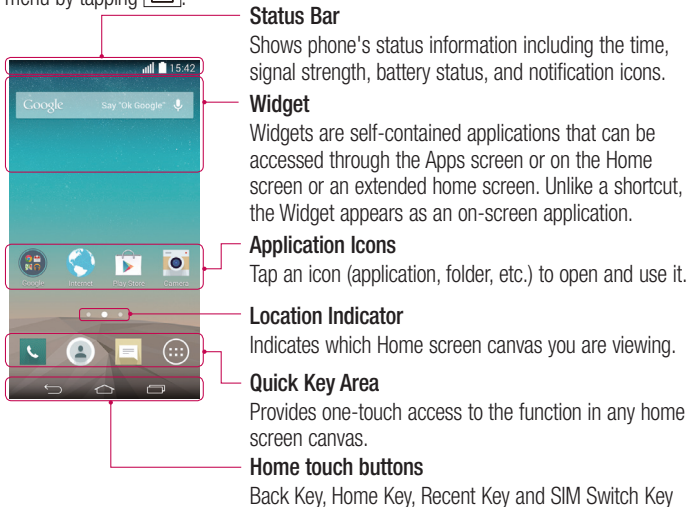 menu by tapping
Status Bar
Shows phone's status information including the time,
signal strength, battery status, and notification icons.
15:42
Widget
Google Say "Ok Google"
Widgets are self-contained applications that can be
accessed through the Apps screen or on the Home
screen or an extended home screen. Unlike a shortcut,
the Widget appears as an on-screen application.
Application Icons
Tap an icon (application, folder, etc.) to open and use it.
Google Internet Play Store Camera
Location Indicator
Indicates which Home screen canvas you are viewing.
Quick Key Area
Provides one-touch access to the function in any home
screen canvas.
Home touch buttons
Back Key, Home Key, Recent Key and SIM Switch Key